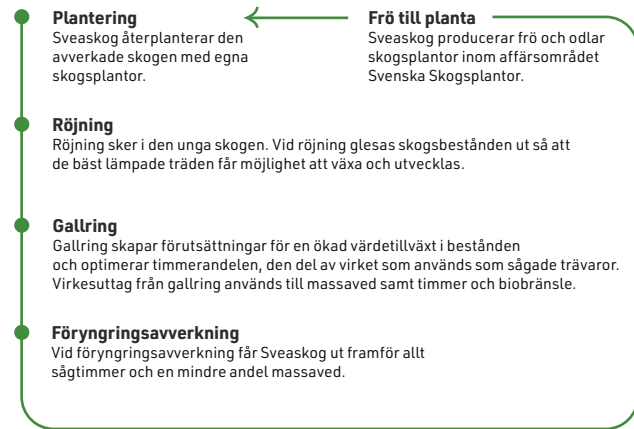 Plantering
Sveaskog återplanterar den
avverkade skogen med egna
skogsplantor.
Frö till planta
Sveaskog producerar frö och odlar
skogsplantor inom affärsområdet
Svenska Skogsplantor.
Röjning
Röjning sker i den unga skogen. Vid röjning glesas skogsbestånden ut så att
de bäst lämpade träden får möjlighet att växa och utvecklas.
Gallring
Gallring skapar förutsättningar för en ökad värdetillväxt i bestånden
och optimerar timmerandelen, den del av virket som används som sågade trävaror.
Virkesuttag från gallring används till massaved samt timmer och biobränsle.
Föryngringsavverkning
Vid föryngringsavverkning får Sveaskog ut framför allt
sågtimmer och en mindre andel massaved.